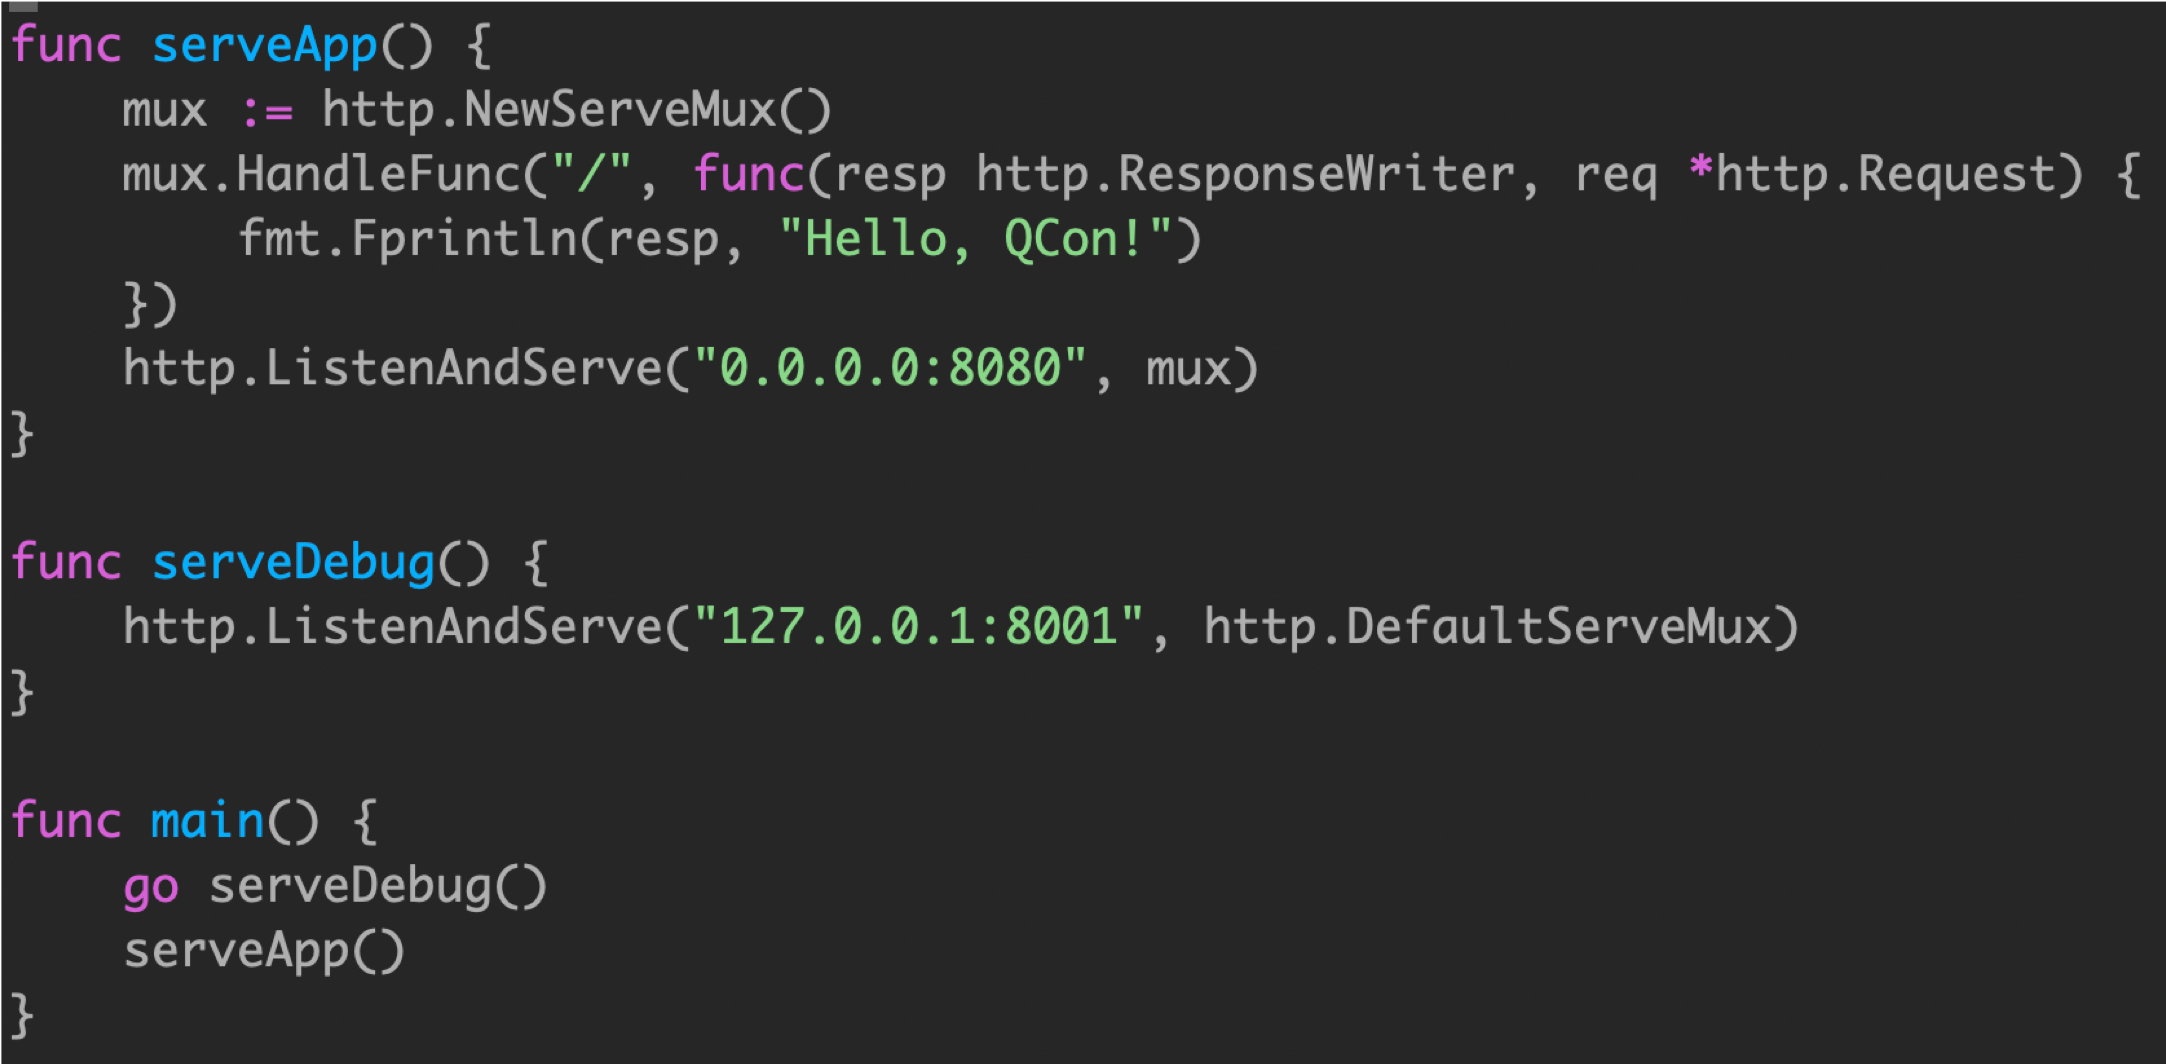 func serveApp() {
    mux := http.NewServeMux()
    mux.HandleFunc("/", func(resp http.ResponseWriter, req *http.Request) {
        fmt.Fprintln(resp, "Hello, QCon!")
    })
    http.ListenAndServe("0.0.0.0:8080", mux)
}

func serveDebug() {
    http.ListenAndServe("127.0.0.1:8001", http.DefaultServeMux)
}

func main() {
    go serveDebug()
    serveApp()
}